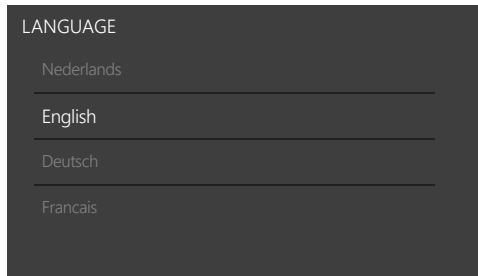 LANGUAGE
Nederlands
English
Deutsch
Francais